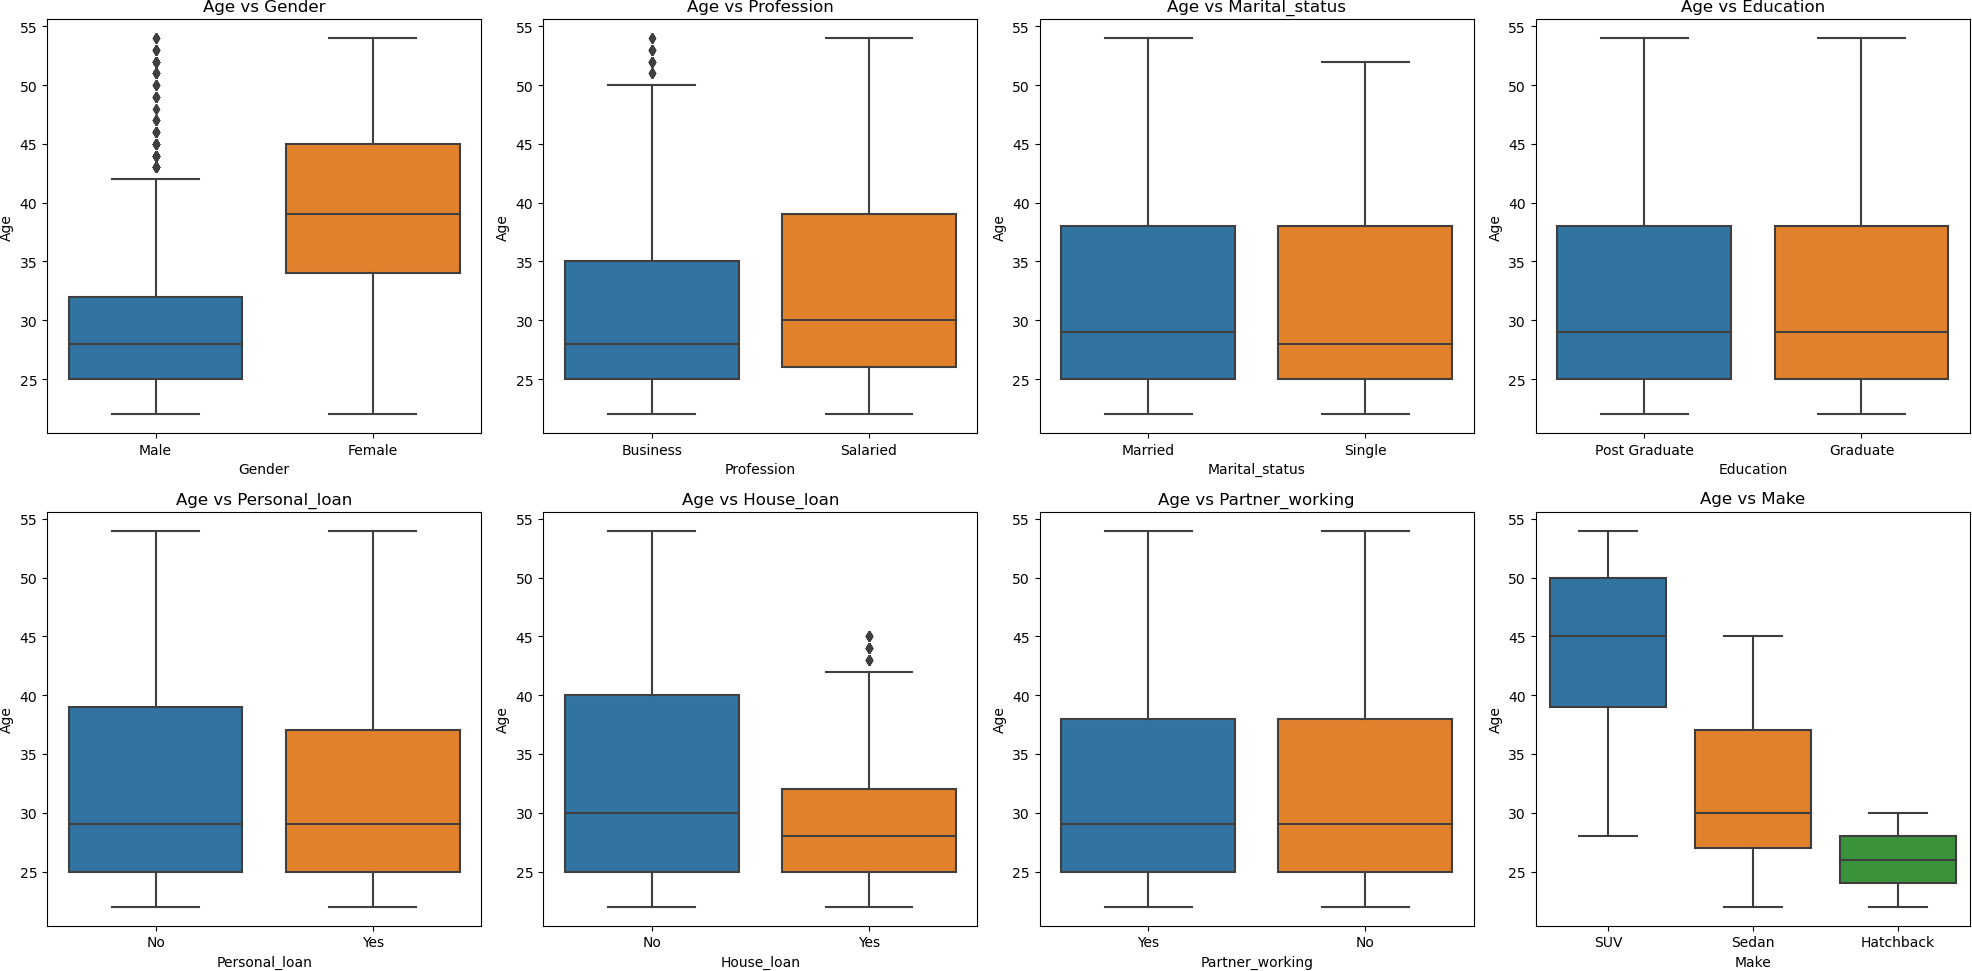 Age vs Gender
55
50
45
40
35
30
25
Age
Male Female
Gender
Age vs Profession
55
50
45
40
35
30
25
Age
Business Salaried
Profession
Age vs Marital_status
55
50
45
40
35
30
25
Age
Married Single
Marital_status
Age vs Education
55
50
45
40
35
30
25
Age
Post Graduate Graduate
Education
Age vs Personal_loan
55
50
45
40
35
30
25
Age
No Yes
Personal_loan
Age vs House_loan
55
50
45
40
35
30
25
Age
No Yes
House_loan
Age vs Partner_working
55
50
45
40
35
30
25
Age
Yes No
Partner_working
Age vs Make
55
50
45
40
35
30
25
Age
SUV Sedan Hatchback
Make